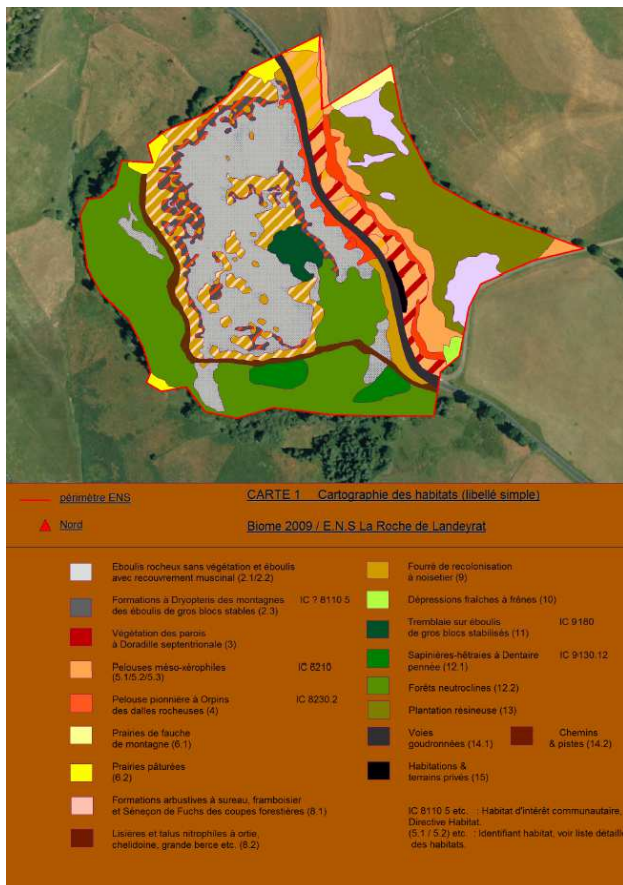 périmètre ENS
CARTE 1 Cartographie des habitats (libellé simple)
Nord
Biome 2009 / E.N.S La Roche de Landeyrat
Eboulis rocheux sans végétation et éboulis
avec recouvrement muscinal (2.1/2.2)
Formations à Dryopteris des montagnes IC ? 8110 5
des éboulis de gros blocs stables (2.3)
Végétation des parois
à Doradille septentrionale (3)
Pelouses méso-xérophiles IC 6210
(5.1/5.2/5.3)
Pelouse pionnière à Orpins IC 8230.2
des dalles rocheuses (4)
Praines de fauche
de montagne (6.1)
Prairies pâturées
(6.2)
Formations arbustives à sureau, framboisier
et Séneçon de Fuchs des coupes forestières (8.1)
Lisières et talus nitrophiles à ortie,
chelidoine, grande berce etc. (8.2)
Fourré de recolonisation
à noisetier (9)
Dépressions fraîches à frênes (10)
Tremblaie sur éboulis IC 9180
de gros blocs stabilisés (11)
Sapinières-hêtraies à Dentaire IC 9130.12
pennée (12.1)
Forêts neutroclines (12.2)
Plantation résineuse (13)
Voies Chemins
goudronnées (14.1) & pistes (14.2)
Habitations &
terrains privés (15)
IC 8110 5 etc. : Habitat d'intérêt communautaire,
Directive Habitat.
(5.1 / 5.2) etc. : Identifiant habitat, voir liste détaillé
des habitats.